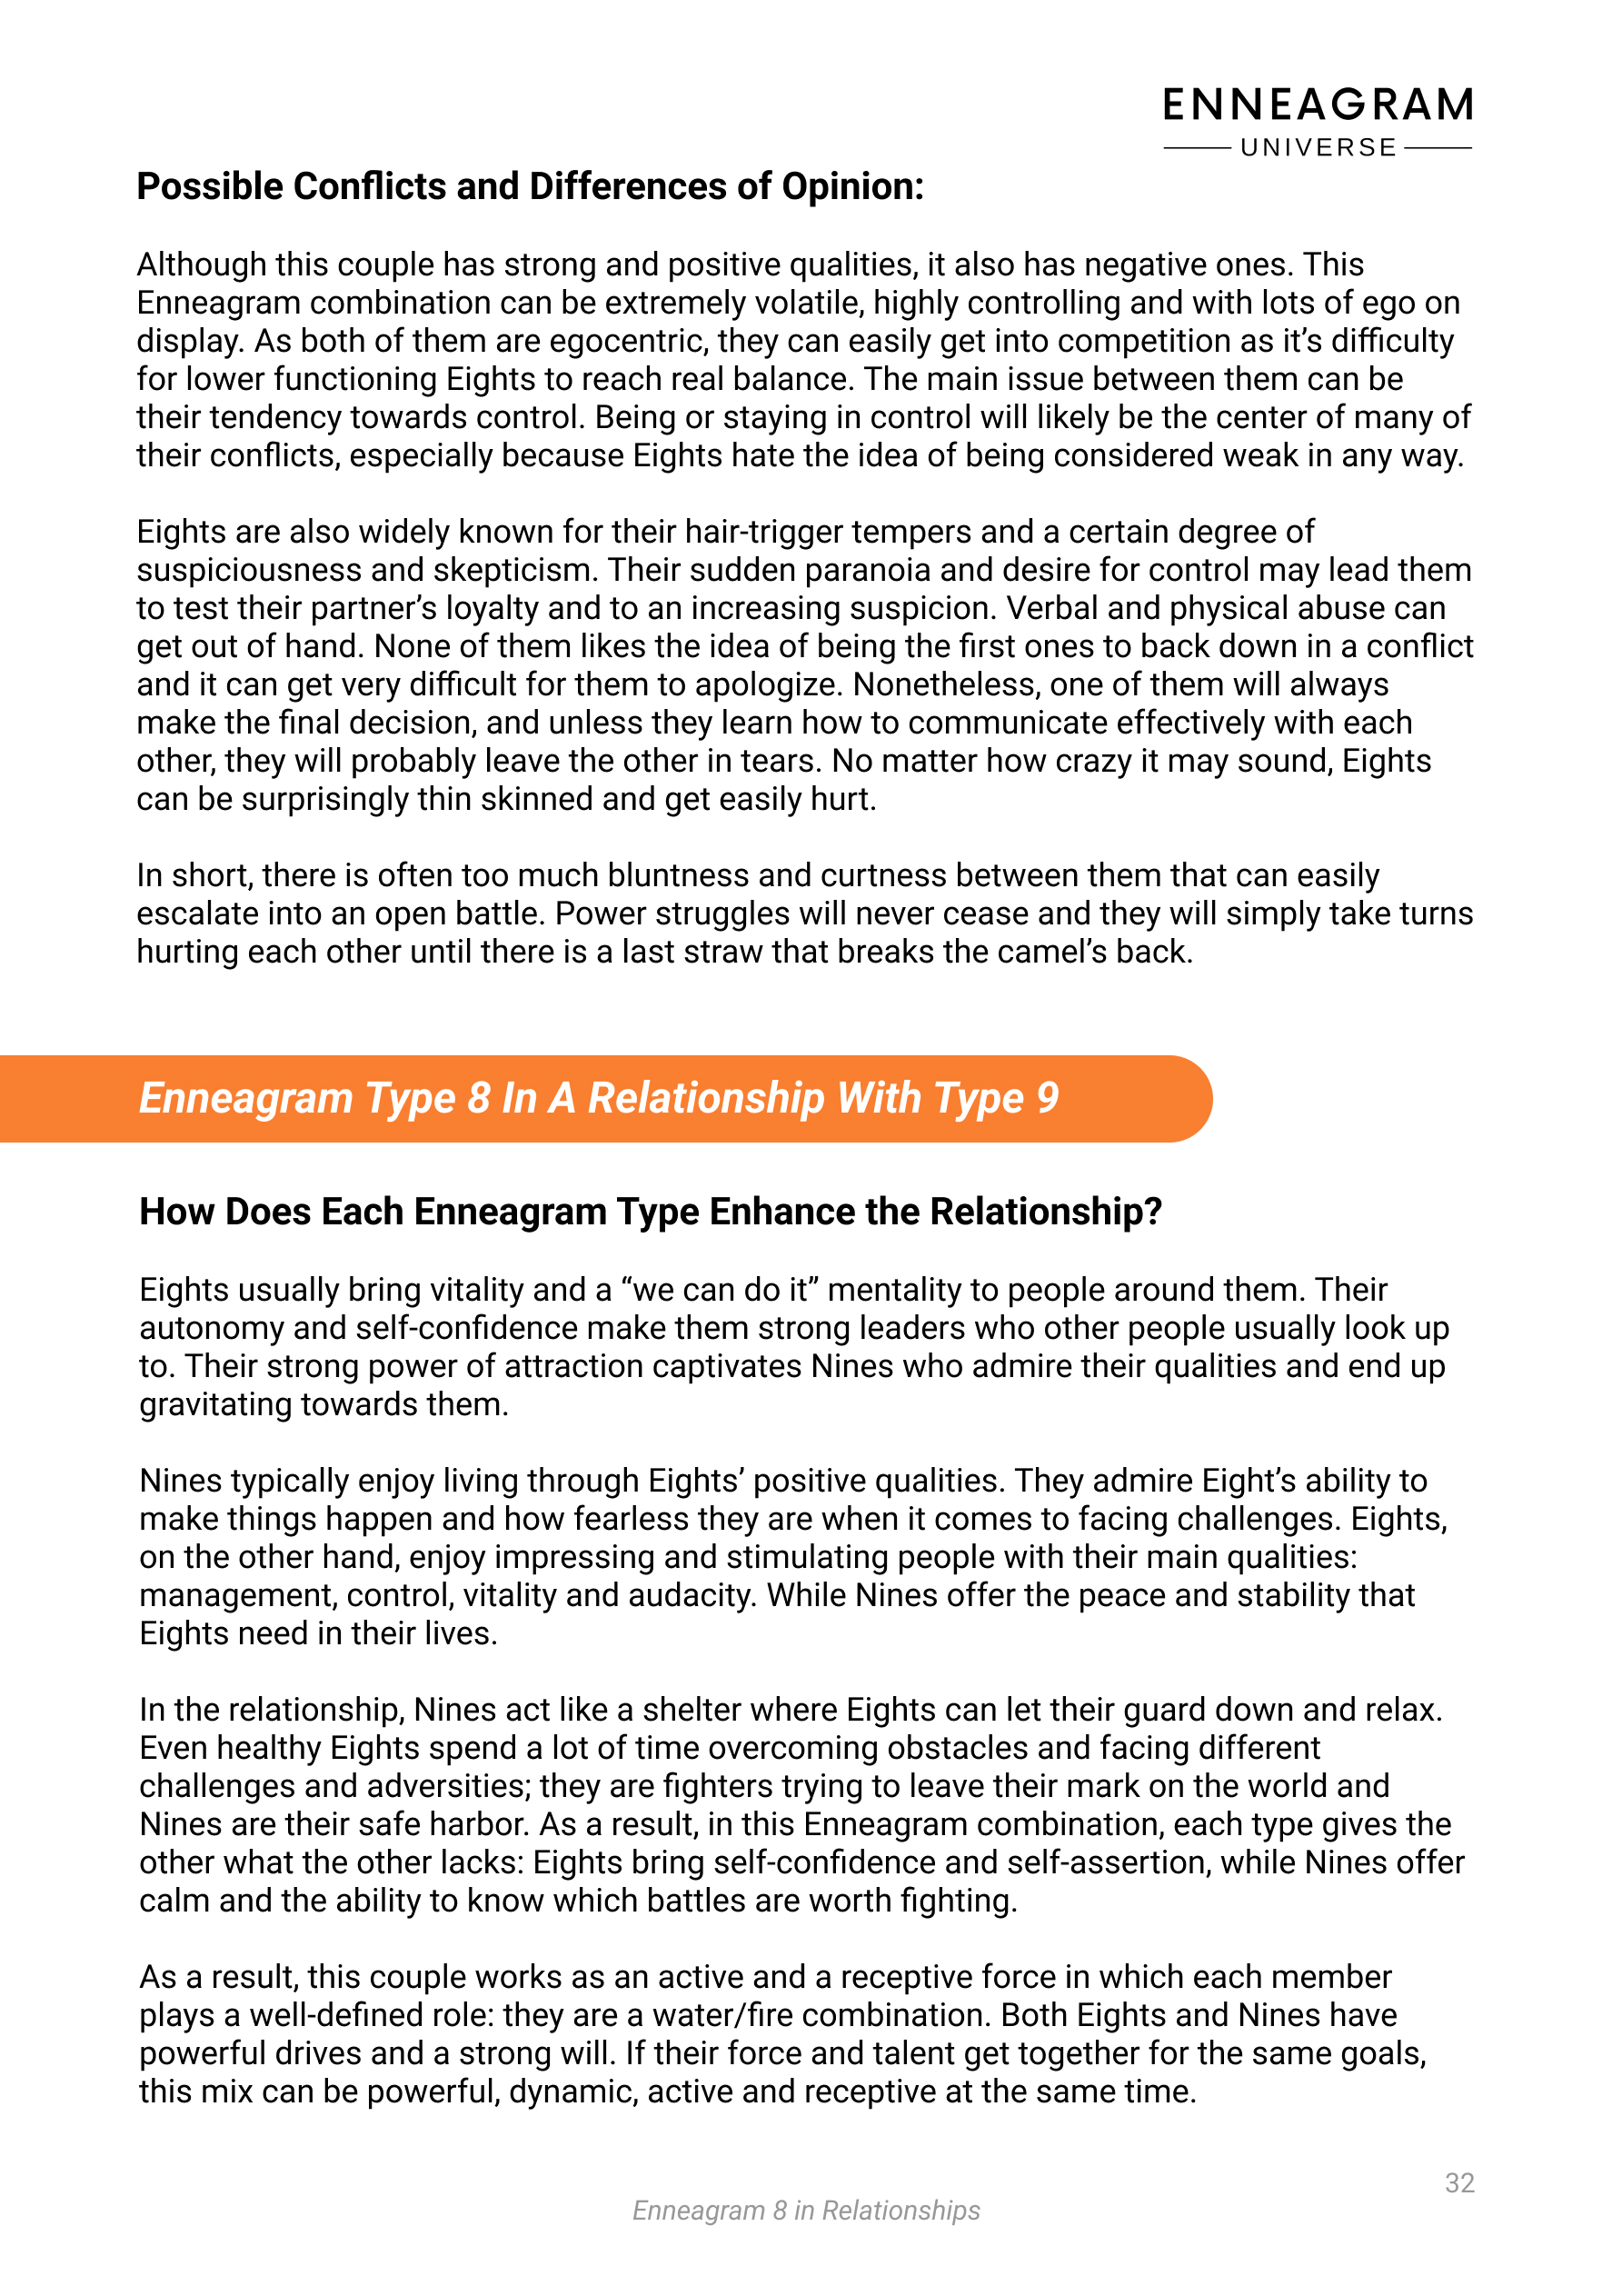 ENNEAGRAM
UNIVERSE
Possible Conflicts and Differences of Opinion:
Although this couple has strong and positive qualities, it also has negative ones. This
Enneagram combination can be extremely volatile, highly controlling and with lots of ego on
display. As both of them are egocentric, they can easily get into competition as it’s difficulty
for lower functioning Eights to reach real balance. The main issue between them can be
their tendency towards control. Being or staying in control will likely be the center of many of
their conflicts, especially because Eights hate the idea of being considered weak in any way.
Eights are also widely known for their hair-trigger tempers and a certain degree of
suspiciousness and skepticism. Their sudden paranoia and desire for control may lead them
to test their partner’s loyalty and to an increasing suspicion. Verbal and physical abuse can
get out of hand. None of them likes the idea of being the first ones to back down in a conflict
and it can get very difficult for them to apologize. Nonetheless, one of them will always
make the final decision, and unless they learn how to communicate effectively with each
other, they will probably leave the other in tears. No matter how crazy it may sound, Eights
can be surprisingly thin skinned and get easily hurt.
In short, there is often too much bluntness and curtness between them that can easily
escalate into an open battle. Power struggles will never cease and they will simply take turns
hurting each other until there is a last straw that breaks the camel’s back.
Enneagram Type 8 In A Relationship With Type 9
How Does Each Enneagram Type Enhance the Relationship?
Eights usually bring vitality and a “we can do it” mentality to people around them. Their
autonomy and self-confidence make them strong leaders who other people usually look up
to. Their strong power of attraction captivates Nines who admire their qualities and end up
gravitating towards them.
Nines typically enjoy living through Eights’ positive qualities. They admire Eight’s ability to
make things happen and how fearless they are when it comes to facing challenges. Eights,
on the other hand, enjoy impressing and stimulating people with their main qualities:
management, control, vitality and audacity. While Nines offer the peace and stability that
Eights need in their lives.
In the relationship, Nines act like a shelter where Eights can let their guard down and relax.
Even healthy Eights spend a lot of time overcoming obstacles and facing different
challenges and adversities; they are fighters trying to leave their mark on the world and
Nines are their safe harbor. As a result, in this Enneagram combination, each type gives the
other what the other lacks: Eights bring self-confidence and self-assertion, while Nines offer
calm and the ability to know which battles are worth fighting.
As a result, this couple works as an active and a receptive force in which each member
plays a well-defined role: they are a water/fire combination. Both Eights and Nines have
powerful drives and a strong will. If their force and talent get together for the same goals,
this mix can be powerful, dynamic, active and receptive at the same time.
32
Enneagram 8 in Relationships